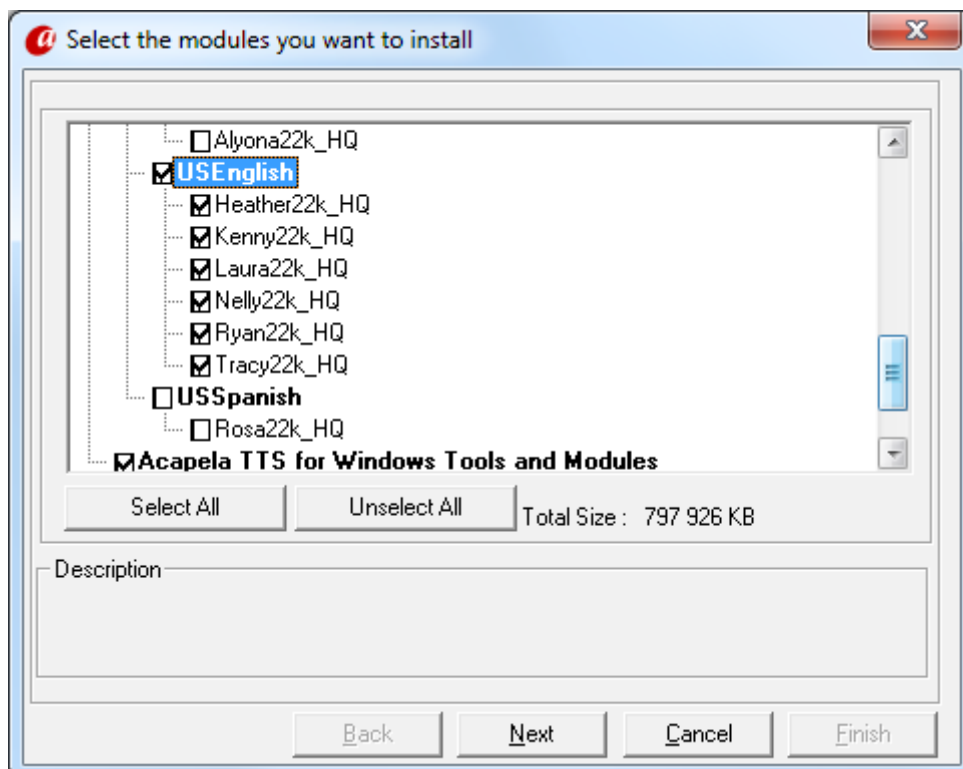 Select the modules you want to install
Alyona22k_HQ
USEnglish
Heather22k_HQ
Kenny22k_HQ
Laura22k_HQ
Nelly22k_HQ
Ryan22k_HQ
Tracy22k_HQ
USSpanish
Rosa22k_HQ
Acapela TTS for Windows Tools and Modules
Select All Unselect All Total Size : 797 926 KB
Description
Back Next Cancel Finish